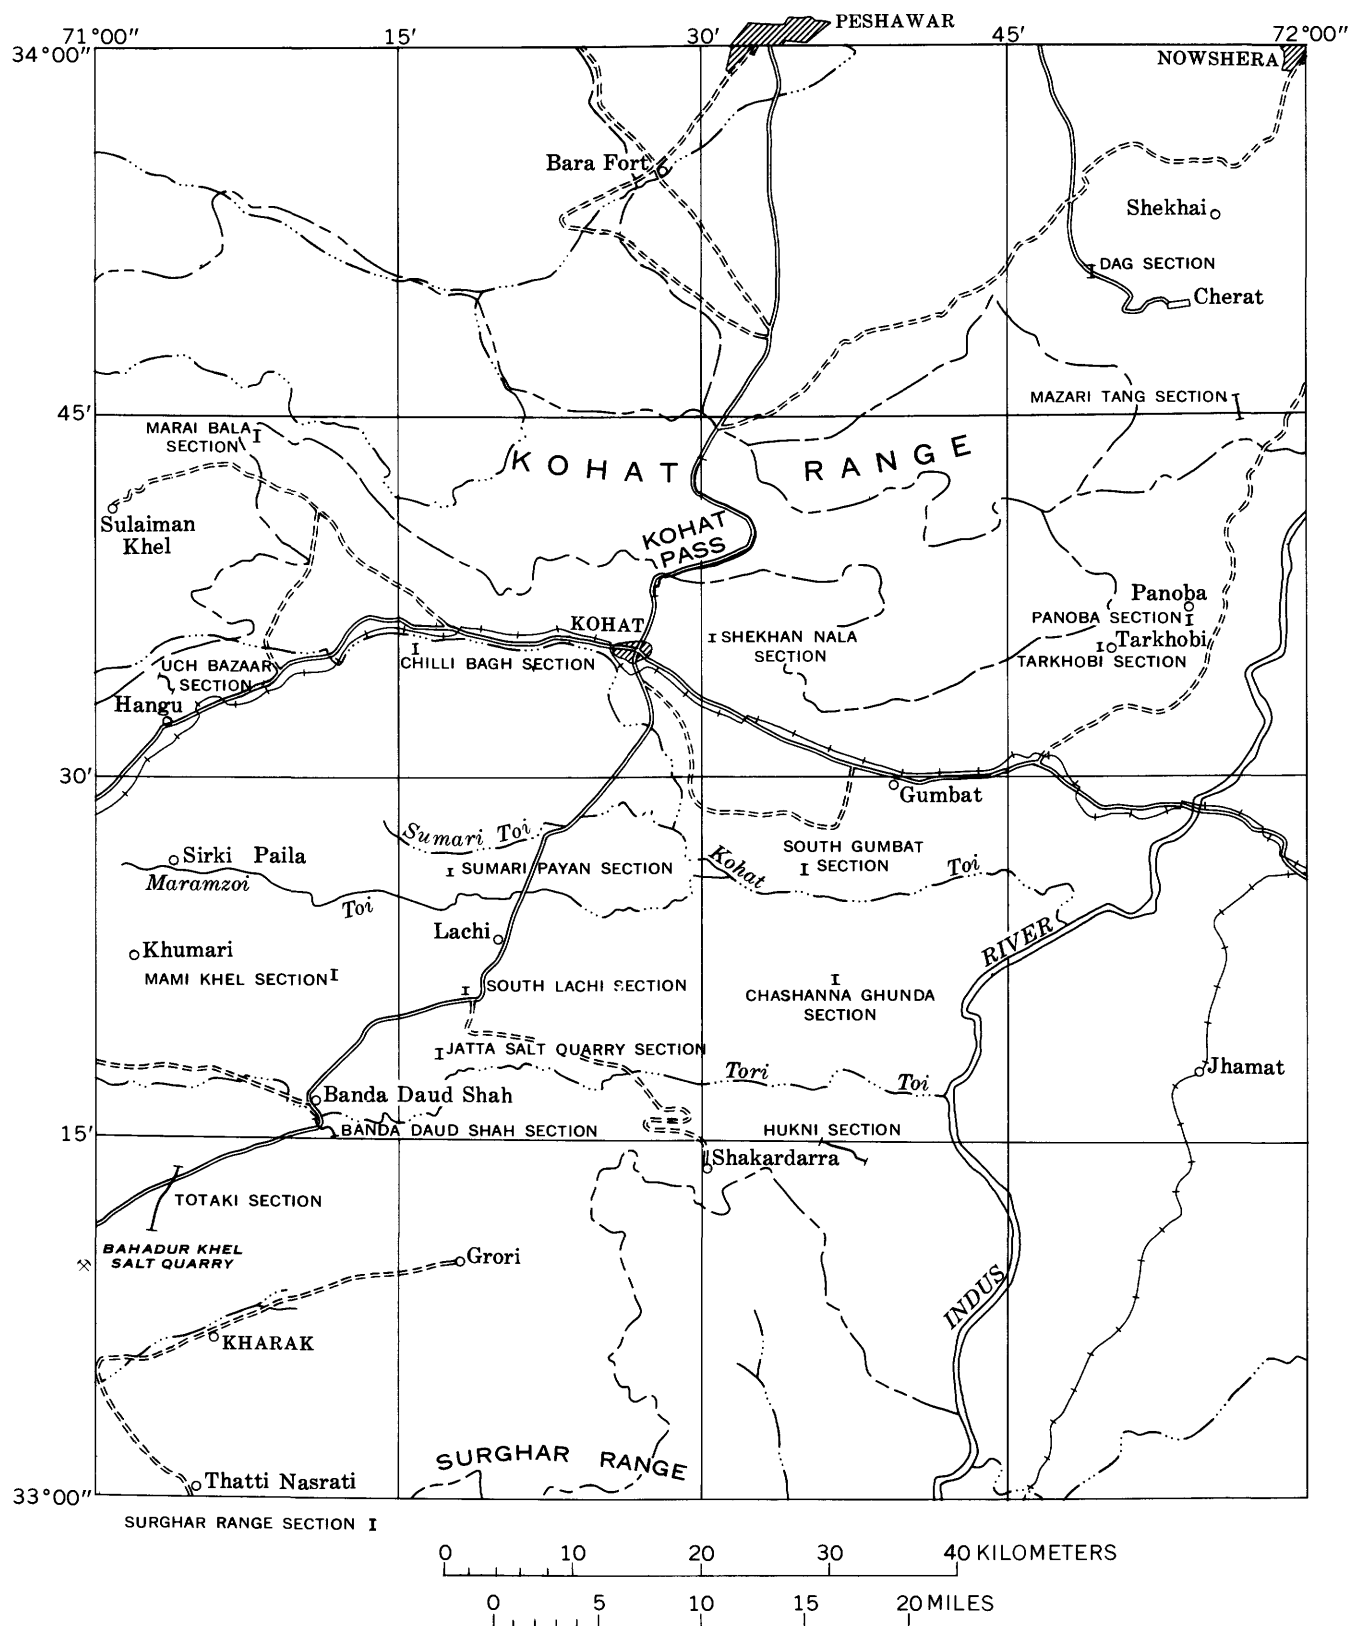 PESHAWAR
71°00″
15′
30′
45′
72°00″
34°00″
NOWSHERA
Bara Fort
Shekhai
DAG SECTION
Cherat
MAZARI TANG SECTION
45′
MARAI BALA
SECTION
KOHAT RANGE
Sulaiman
Khel
KOHAT
PASS
Panoba
PANOBA SECTION
KOHAT
SHEKHAN NALA
SECTION
Tarkhobi
TARKHOBI SECTION
CHILLI BAGH SECTION
UCH BAZAAR
SECTION
Hangu
30′
Gumbat
Sumari Toi
SOUTH GUMBAT
SECTION
Sirki Paila
Maramzoi
Toi
SUMARI PAYAN SECTION
Kohat
Toi
Lachi
RIVER
Khumari
MAMI KHEL SECTION
SOUTH LACHI SECTION
CHASHANNA GHUNDA
SECTION
JATTA SALT QUARRY SECTION
Tori
Toi
Jhamat
Banda Daud Shah
BANDA DAUD SHAH SECTION
HUKNI SECTION
15′
Shakardarra
TOTAKI SECTION
BAHADUR KHEL
SALT QUARRY
Grori
INDUS
KHARAK
SURGHAR RANGE
Thatti Nasrati
33°00″
SURGHAR RANGE SECTION
0 10 20 30 40 KILOMETERS
0 5 10 15 20 MILES